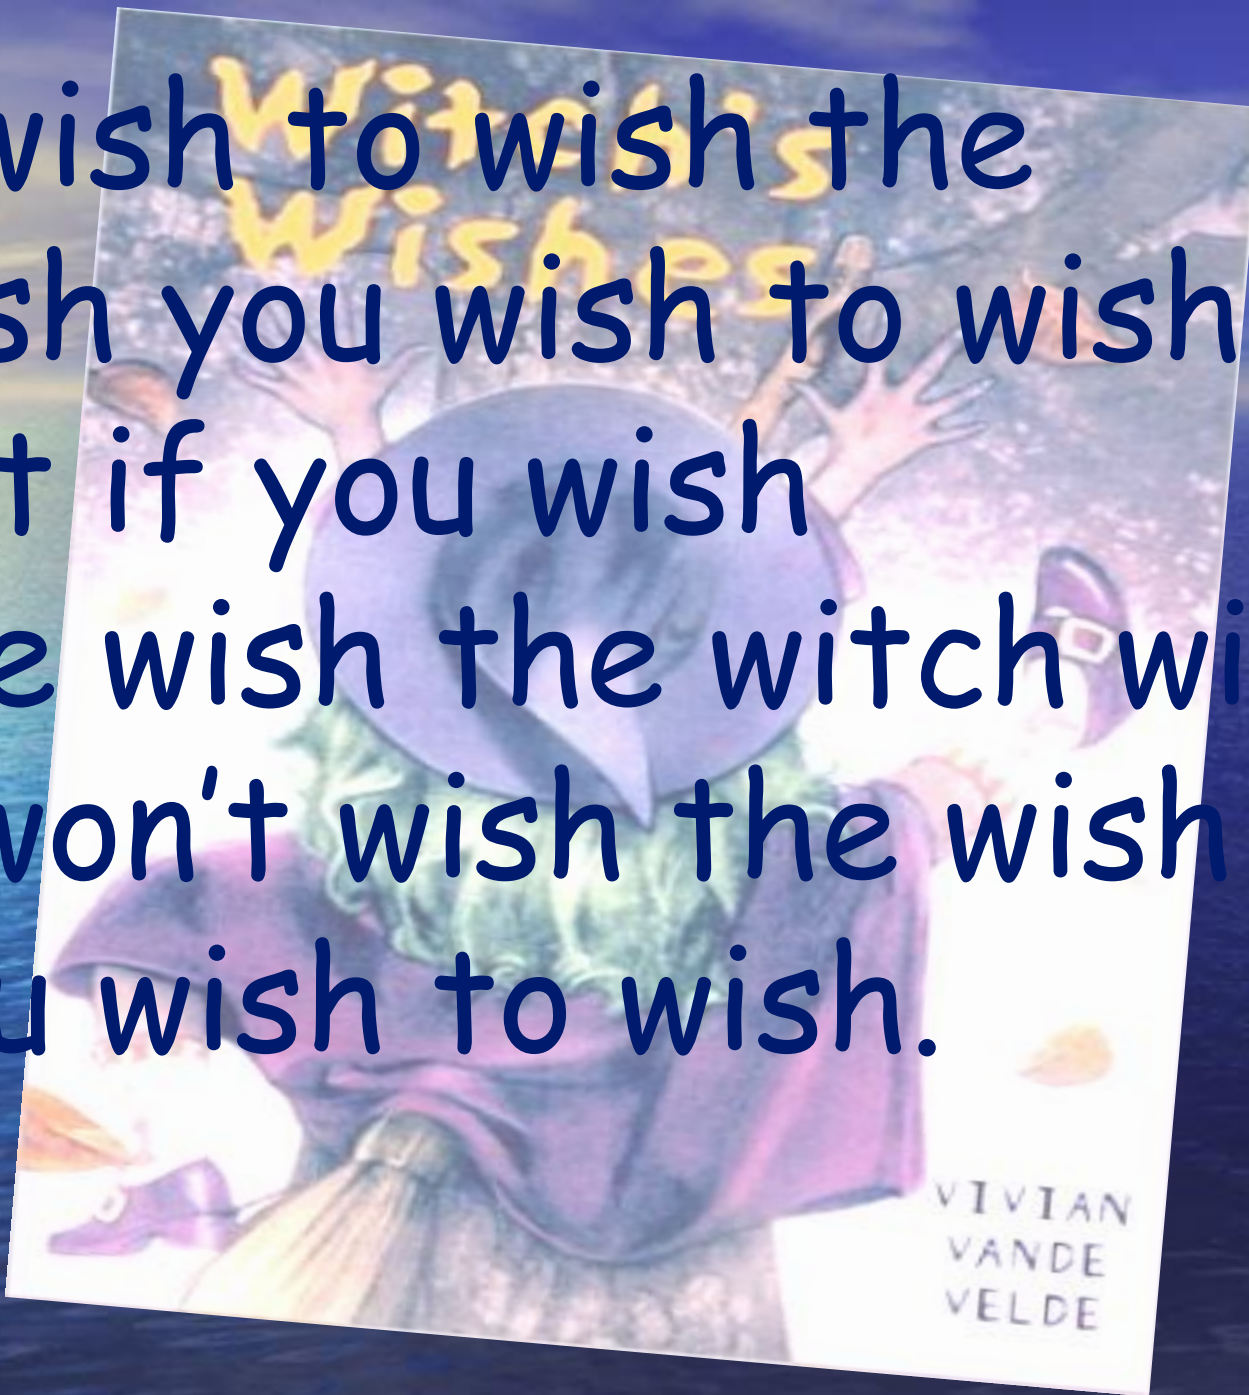 Witch's
Wishes
wish to wish the
sh you wish to wish
t if you wish
e wish the witch wi
won't wish the wish
u wish to wish.
VIVIAN
VANDE
VELDE